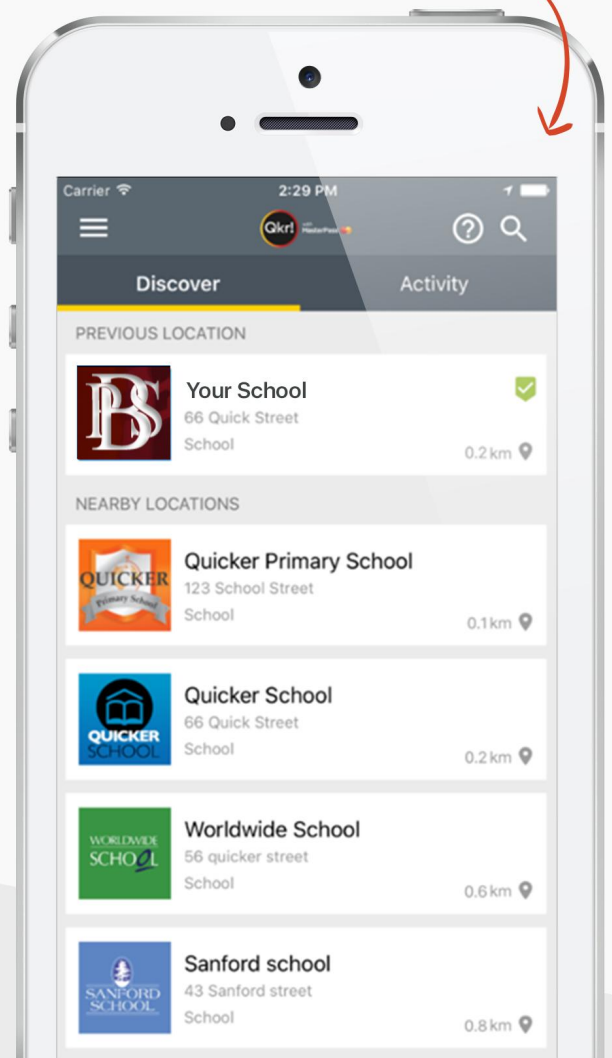 Carrier 2:29 PM
Qkr! with MasterPass
Discover Activity
PREVIOUS LOCATION
BPS
Your School
66 Quick Street
School
0.2 km
NEARBY LOCATIONS
QUICKER
Primary School
Quicker Primary School
123 School Street
School
0.1 km
QUICKER
SCHOOL
Quicker School
66 Quick Street
School
0.2 km
WORLDWIDE
SCHOOL
Worldwide School
56 quicker street
School
0.6 km
SANFORD
SCHOOL
Sanford school
43 Sanford street
School
0.8 km